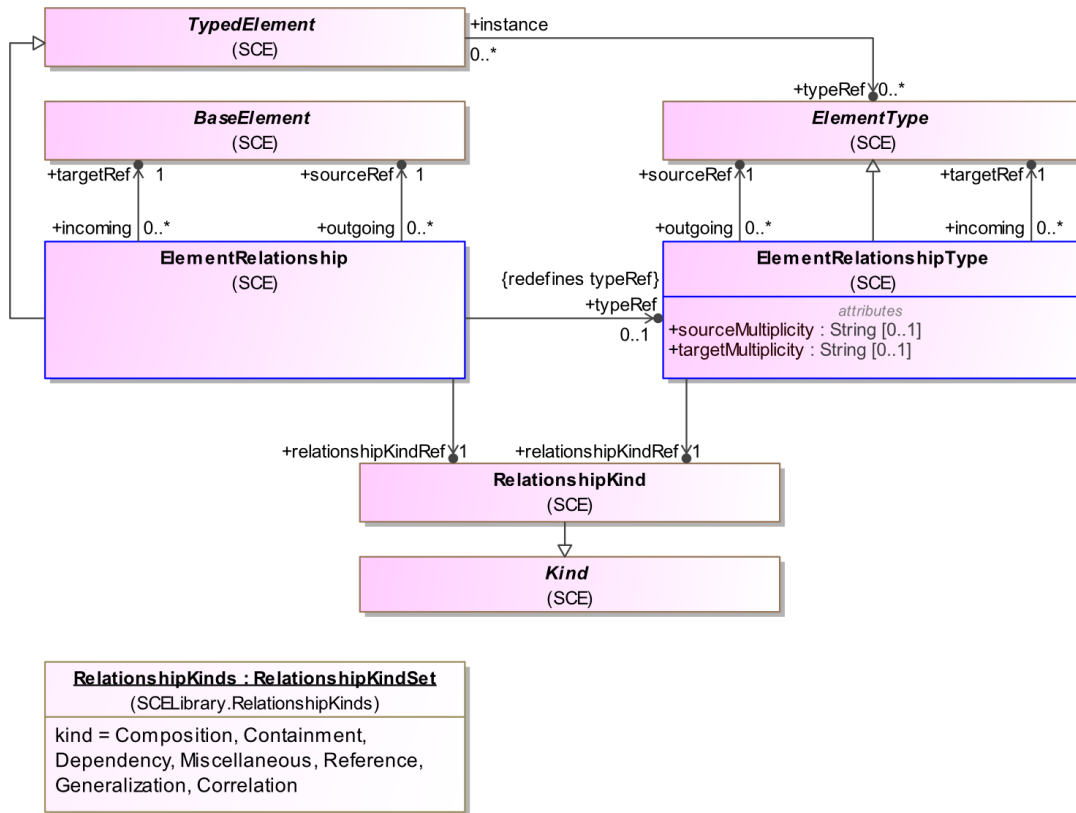 TypedElement
(SCE)
+instance
0..*
+typeRef 0..*
BaseElement
(SCE)
ElementType
(SCE)
+targetRef 1
+sourceRef 1
+sourceRef 1
+targetRef 1
+incoming 0..*
+outgoing 0..*
+outgoing 0..*
+incoming 0..*
ElementRelationship
(SCE)
{redefines typeRef}
+typeRef
0..1
ElementRelationshipType
(SCE)
attributes
+sourceMultiplicity : String [0..1]
+targetMultiplicity : String [0..1]
+relationshipKindRef 1
+relationshipKindRef 1
RelationshipKind
(SCE)
Kind
(SCE)
RelationshipKinds : RelationshipKindSet
(SCELibrary.RelationshipKinds)
kind = Composition, Containment,
Dependency, Miscellaneous, Reference,
Generalization, Correlation